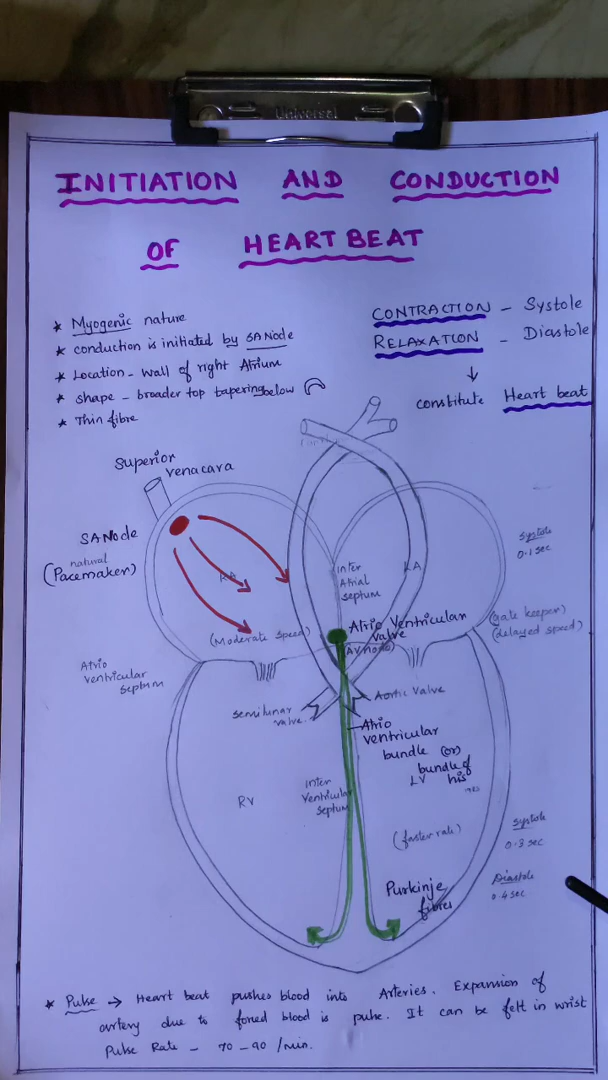 Universal
INITIATION AND CONDUCTION
OF HEART BEAT
* Myogenic nature
* conduction is initiated by SANode
* Location - Wall of right Atrium
* shape - broader top tapering below
* Thin fibre
CONTRACTION - Systole
RELAXATION - Diastole
↓
constitute Heart beat
Superior
venacava
SANode
natural
(Pacemaker)
RA
(Moderate speed)
Inter
Atrial
septum
LA
Systole
0.1 sec
Atrio Ventricular
Valve
(AV node)
(gate keeper)
(delayed speed)
Atrio
ventricular
septum
semilunar
valve
Aortic valve
Atrio
ventricular
bundle (or)
bundle of
his
LV
RV
Inter
Ventricular
septum
(faster rate)
Systole
0.3 sec
Diastole
0.4 sec
Purkinje
fibres
* Pulse → Heart beat pushes blood into Arteries. Expansion of
artery due to forced blood is pulse. It can be felt in wrist
Pulse Rate - 70-90 /min.